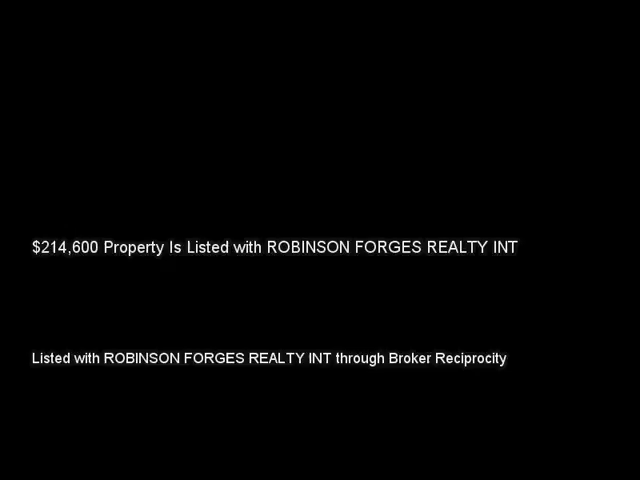 $214,600 Property Is Listed with ROBINSON FORGES REALTY INT
Listed with ROBINSON FORGES REALTY INT through Broker Reciprocity